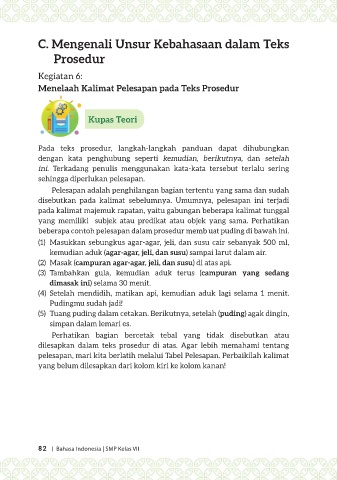 C. Mengenali Unsur Kebahasaan dalam Teks
Prosedur
Kegiatan 6:
Menelaah Kalimat Pelesapan pada Teks Prosedur
Kupas Teori
Pada teks prosedur, langkah-langkah panduan dapat dihubungkan
dengan kata penghubung seperti kemudian, berikutnya, dan setelah
ini. Terkadang penulis menggunakan kata-kata tersebut terlalu sering
sehingga diperlukan pelesapan.
Pelesapan adalah penghilangan bagian tertentu yang sama dan sudah
disebutkan pada kalimat sebelumnya. Umumnya, pelesapan ini terjadi
pada kalimat majemuk rapatan, yaitu gabungan beberapa kalimat tunggal
yang memiliki subjek atau predikat atau objek yang sama. Perhatikan
beberapa contoh pelesapan dalam prosedur membuat puding di bawah ini.
(1) Masukkan sebungkus agar-agar, jeli, dan susu cair sebanyak 500 ml,
kemudian aduk (agar-agar, jeli, dan susu) sampai larut dalam air.
(2) Masak (campuran agar-agar, jeli, dan susu) di atas api.
(3) Tambahkan gula, kemudian aduk terus (campuran yang sedang
dimasak ini) selama 30 menit.
(4) Setelah mendidih, matikan api, kemudian aduk lagi selama 1 menit.
Pudingmu sudah jadi!
(5) Tuang puding dalam cetakan. Berikutnya, setelah (puding) agak dingin,
simpan dalam lemari es.
Perhatikan bagian bercetak tebal yang tidak disebutkan atau
dilesapkan dalam teks prosedur di atas. Agar lebih memahami tentang
pelesapan, mari kita berlatih melalui Tabel Pelesapan. Perbaikilah kalimat
yang belum dilesapkan dari kolom kiri ke kolom kanan!
82 | Bahasa Indonesia | SMP Kelas VII